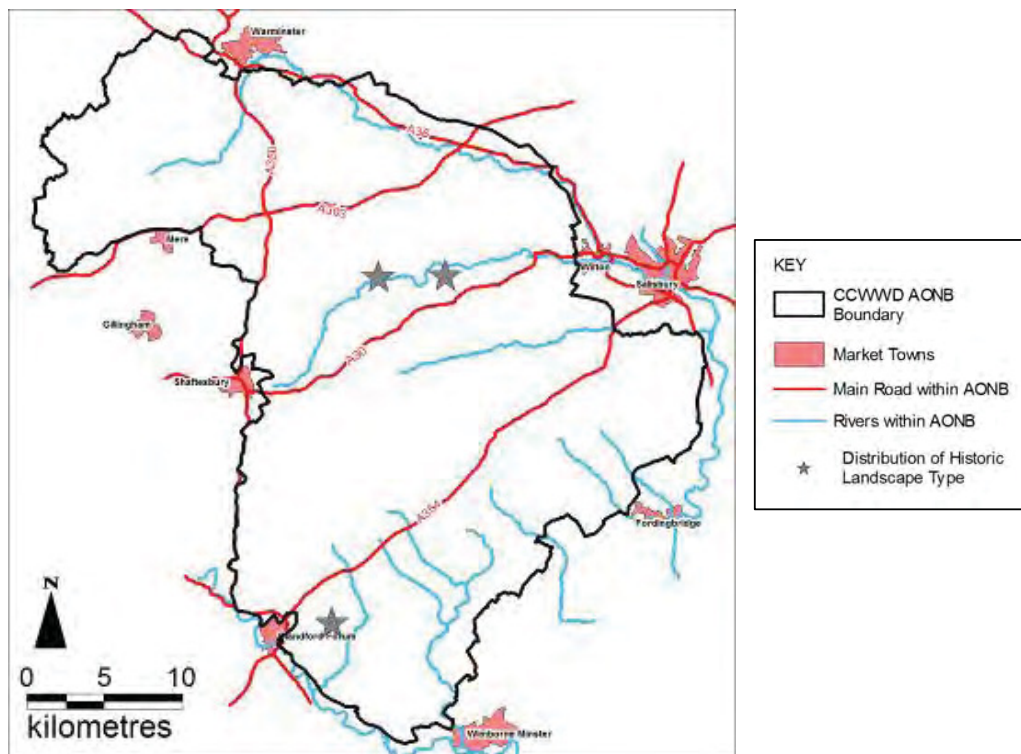 Warminster
A36
A350
A303
Mere
Wilton
Salisbury
Gillingham
A30
Shaftesbury
A354
Fordingbridge
N
Blandford Forum
0 5 10
kilometres
Wimborne Minster
KEY
CCWWD AONB
Boundary
Market Towns
Main Road within AONB
Rivers within AONB
Distribution of Historic
Landscape Type